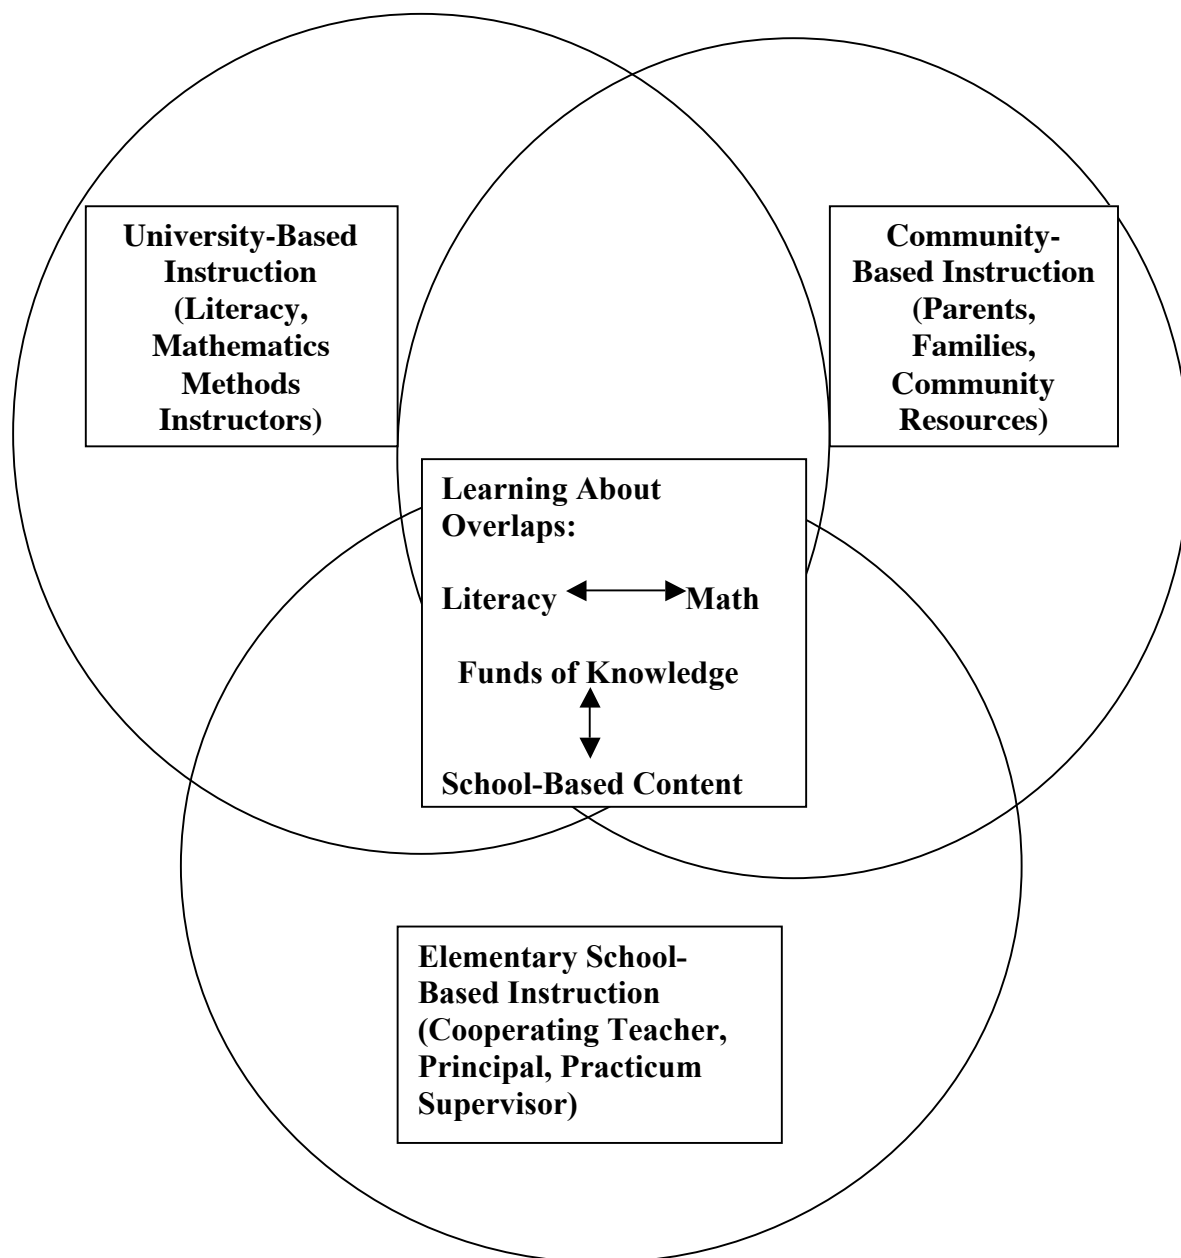 University-Based
Instruction
(Literacy,
Mathematics
Methods
Instructors)
Community-
Based Instruction
(Parents,
Families,
Community
Resources)
Learning About
Overlaps:
Literacy Math
Funds of Knowledge
School-Based Content
Elementary School-
Based Instruction
(Cooperating Teacher,
Principal, Practicum
Supervisor)